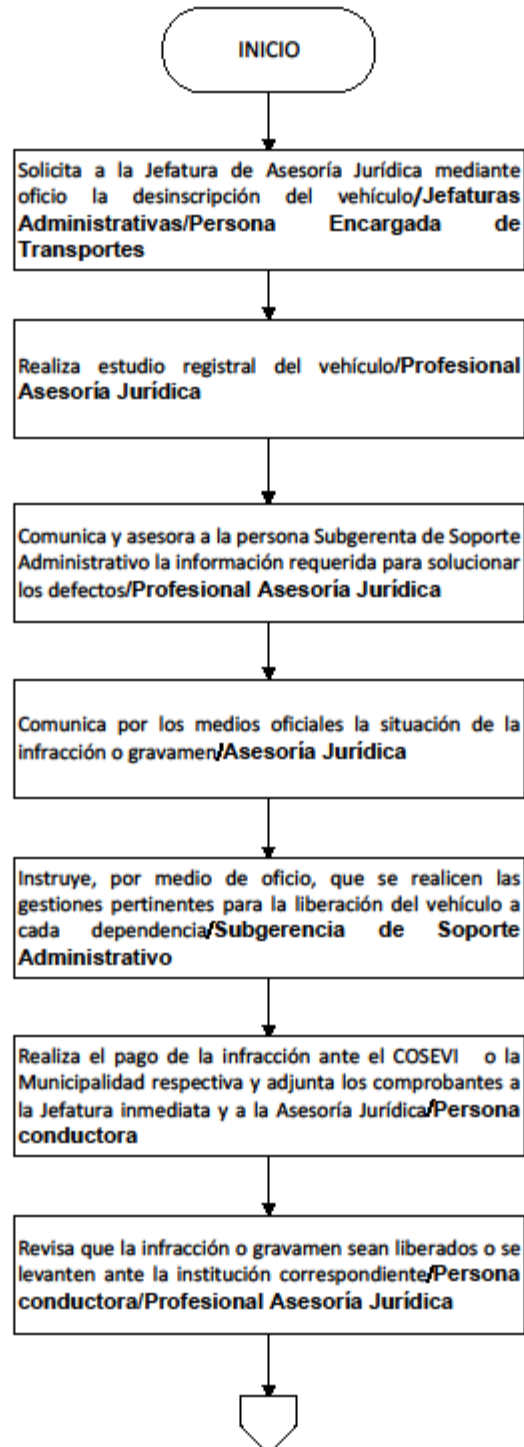 INICIO
Solicita a la Jefatura de Asesoría Jurídica mediante
oficio la desinscripción del vehículo/Jefaturas
Administrativas/Persona Encargada de
Transportes
Realiza estudio registral del vehículo/Profesional
Asesoría Jurídica
Comunica y asesora a la persona Subgerenta de Soporte
Administrativo la información requerida para solucionar
los defectos/Profesional Asesoría Jurídica
Comunica por los medios oficiales la situación de la
infracción o gravamen/Asesoría Jurídica
Instruye, por medio de oficio, que se realicen las
gestiones pertinentes para la liberación del vehículo a
cada dependencia/Subgerencia de Soporte
Administrativo
Realiza el pago de la infracción ante el COSEVI o la
Municipalidad respectiva y adjunta los comprobantes a
la Jefatura inmediata y a la Asesoría Jurídica/Persona
conductora
Revisa que la infracción o gravamen sean liberados o se
levanten ante la institución correspondiente/Persona
conductora/Profesional Asesoría Jurídica